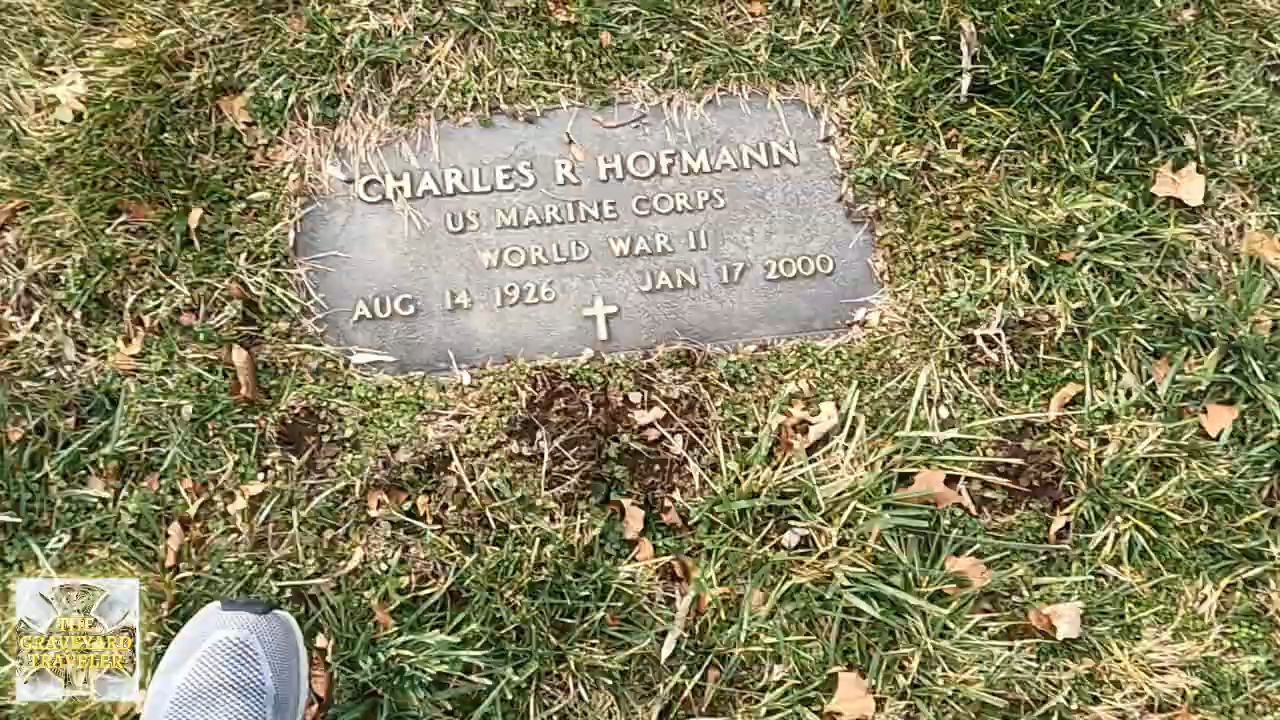 CHARLES R HOFMANN
US MARINE CORPS
WORLD WAR II
AUG 14 1926 JAN 17 2000
THE
GRAVEYARD
TRAVELER